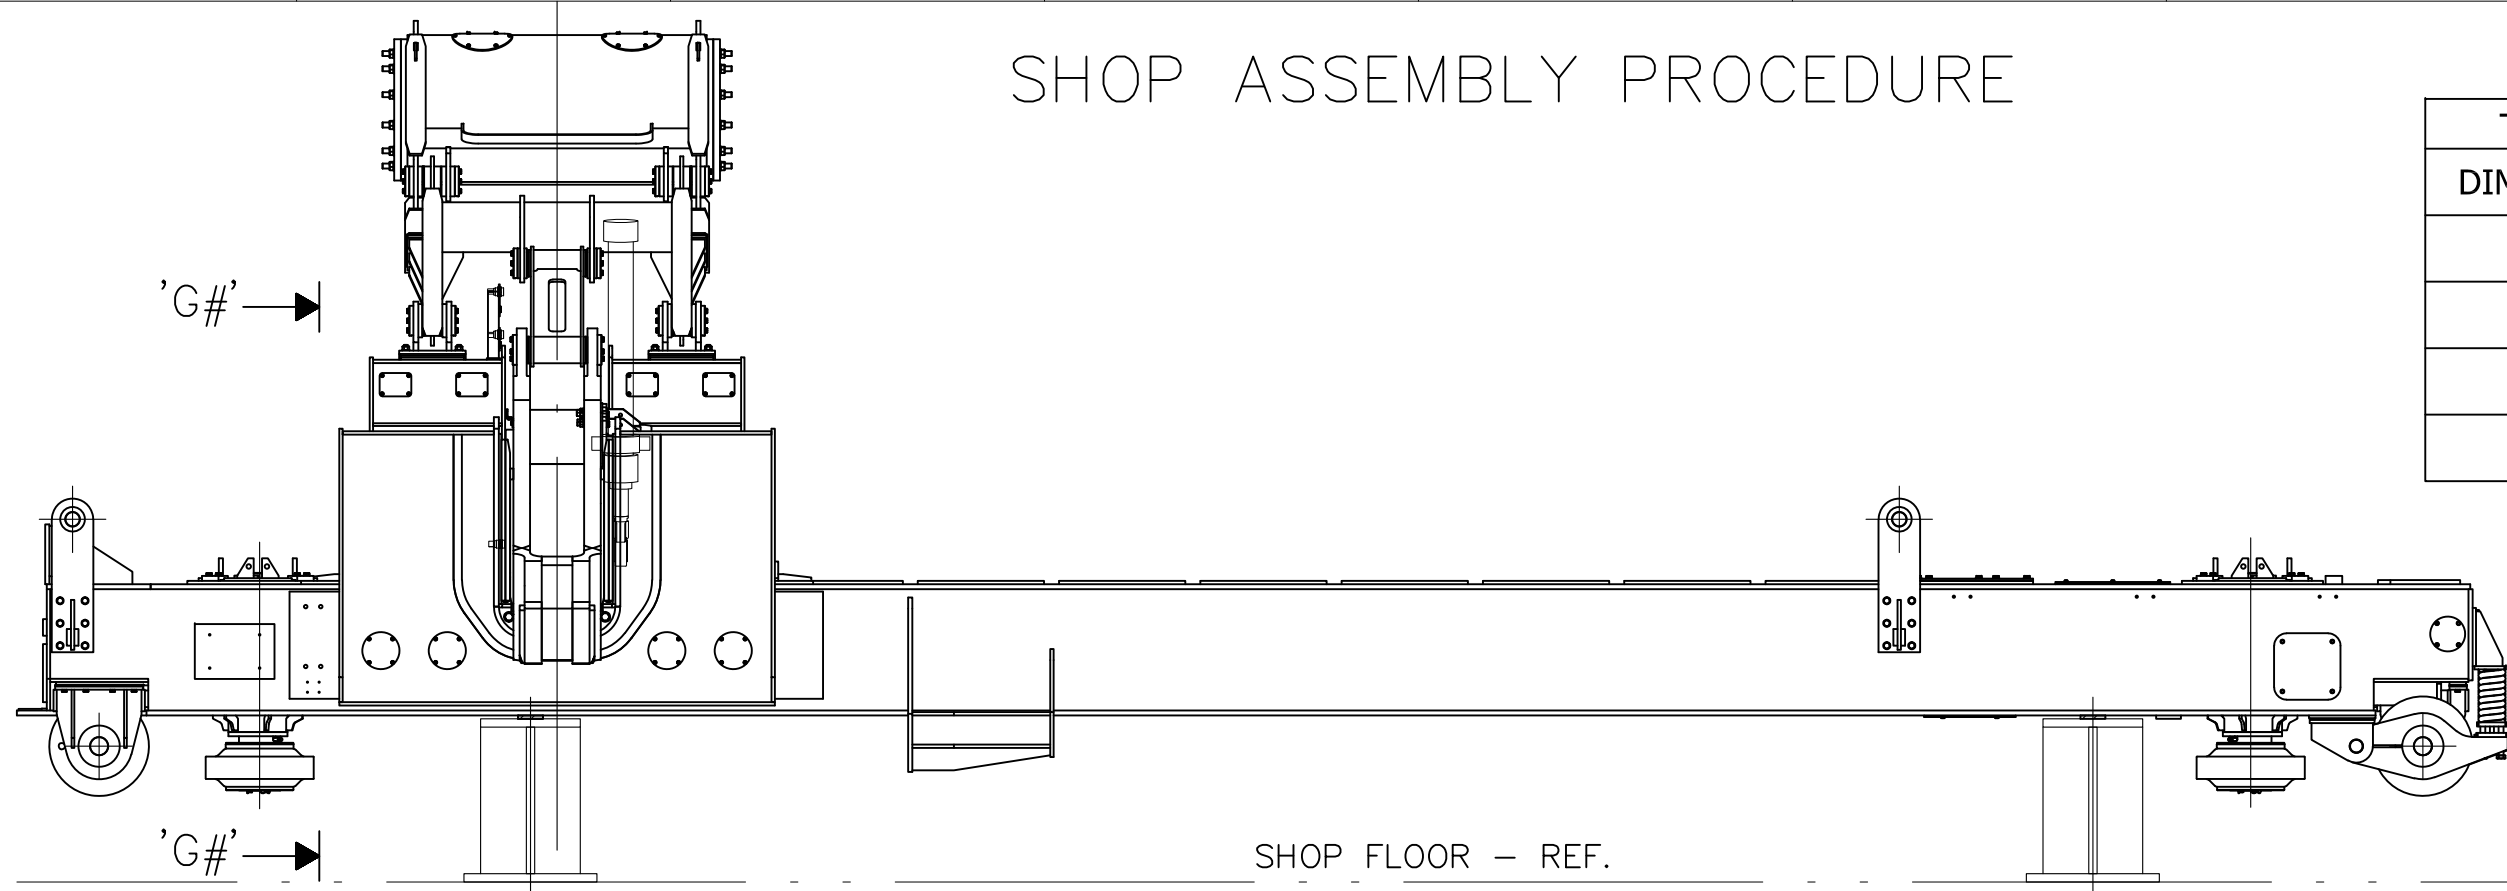 SHOP ASSEMBLY PROCEDURE
'G#'
'G#'
SHOP FLOOR – REF.